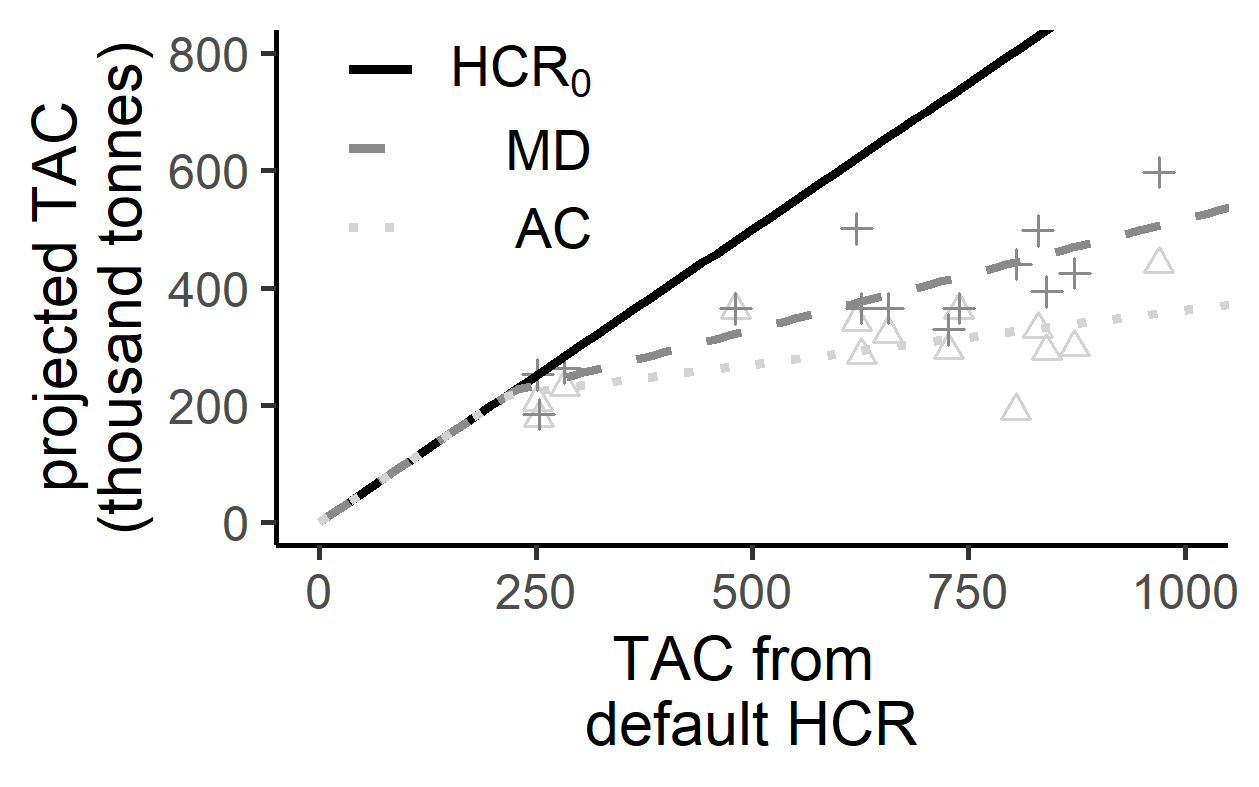 projected TAC
(thousand tonnes)
800
600
400
200
0
HCR₀
MD
AC
0 250 500 750 1000
TAC from
default HCR